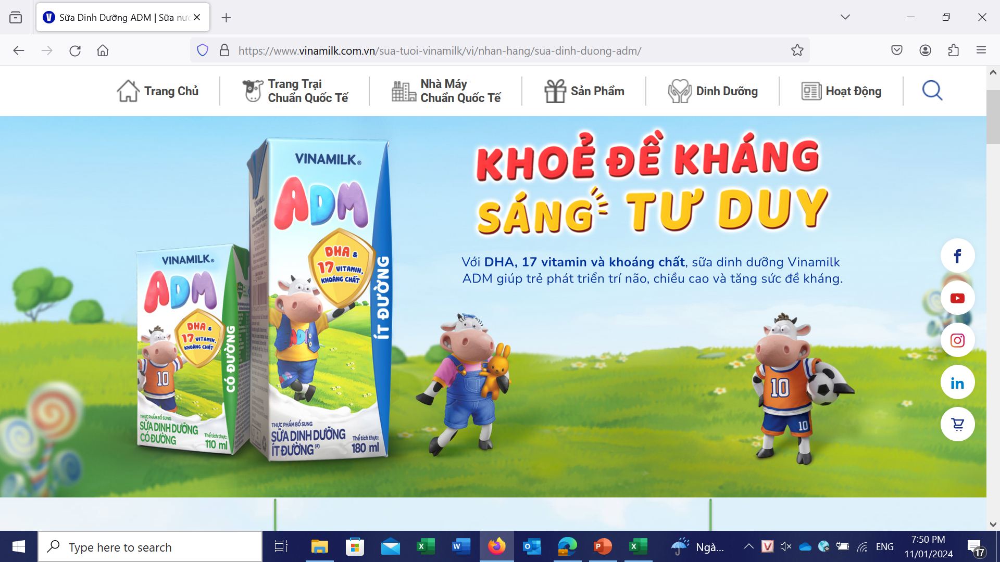 Sữa Dinh Dưỡng ADM | Sữa nước
https://www.vinamilk.com.vn/sua-tuoi-vinamilk/vi/nhan-hang/sua-dinh-duong-adm/
Trang Chủ
Trang Trại
Chuẩn Quốc Tế
Nhà Máy
Chuẩn Quốc Tế
Sản Phẩm
Dinh Dưỡng
Hoạt Động
KHOẺ ĐỀ KHÁNG
SÁNG TƯ DUY
Với DHA, 17 vitamin và khoáng chất, sữa dinh dưỡng Vinamilk
ADM giúp trẻ phát triển trí não, chiều cao và tăng sức đề kháng.
VINAMILK®
ADM
DHA &
17 VITAMIN,
KHOÁNG CHẤT
CÓ ĐƯỜNG
10
THỰC PHẨM BỔ SUNG
SỮA DINH DƯỠNG
CÓ ĐƯỜNG
Thể tích thực:
110 ml
VINAMILK®
ADM
DHA &
17 VITAMIN,
KHOÁNG CHẤT
ÍT ĐƯỜNG
ADM
THỰC PHẨM BỔ SUNG
SỮA DINH DƯỠNG
ÍT ĐƯỜNG(#)
Thể tích thực:
180 ml
10
10
Type here to search
Ngà...
ENG
7:50 PM
11/01/2024
17